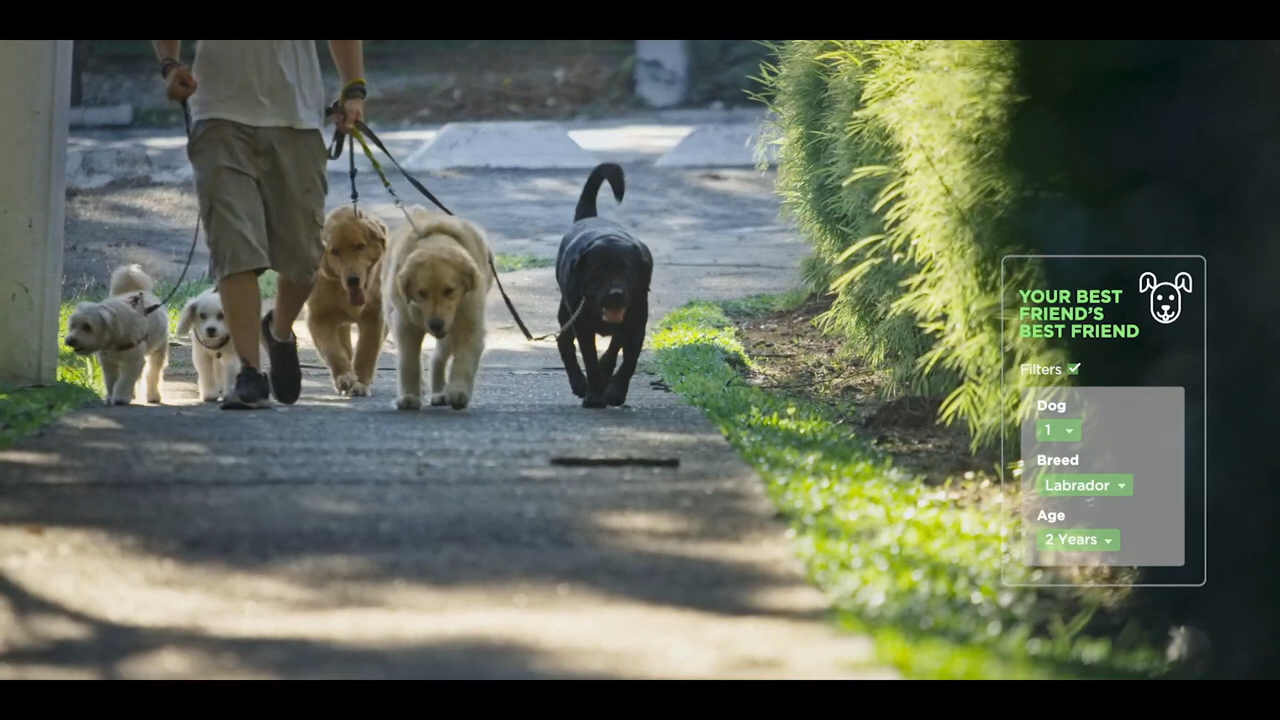 YOUR BEST
FRIEND'S
BEST FRIEND
Filters
Dog
1
Breed
Labrador
Age
2 Years